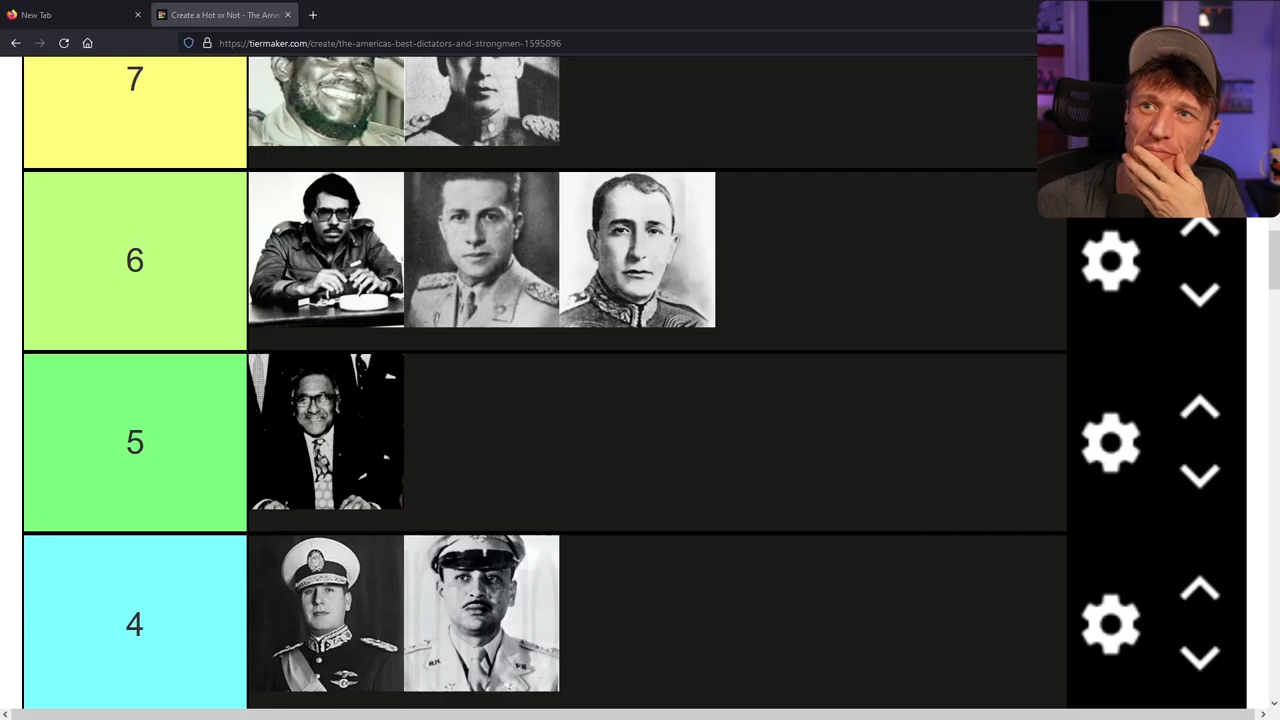 New Tab
Create a Hot or Not - The Ame
https://tiermaker.com/create/the-americas-best-dictators-and-strongmen-1595896
7
6
5
4